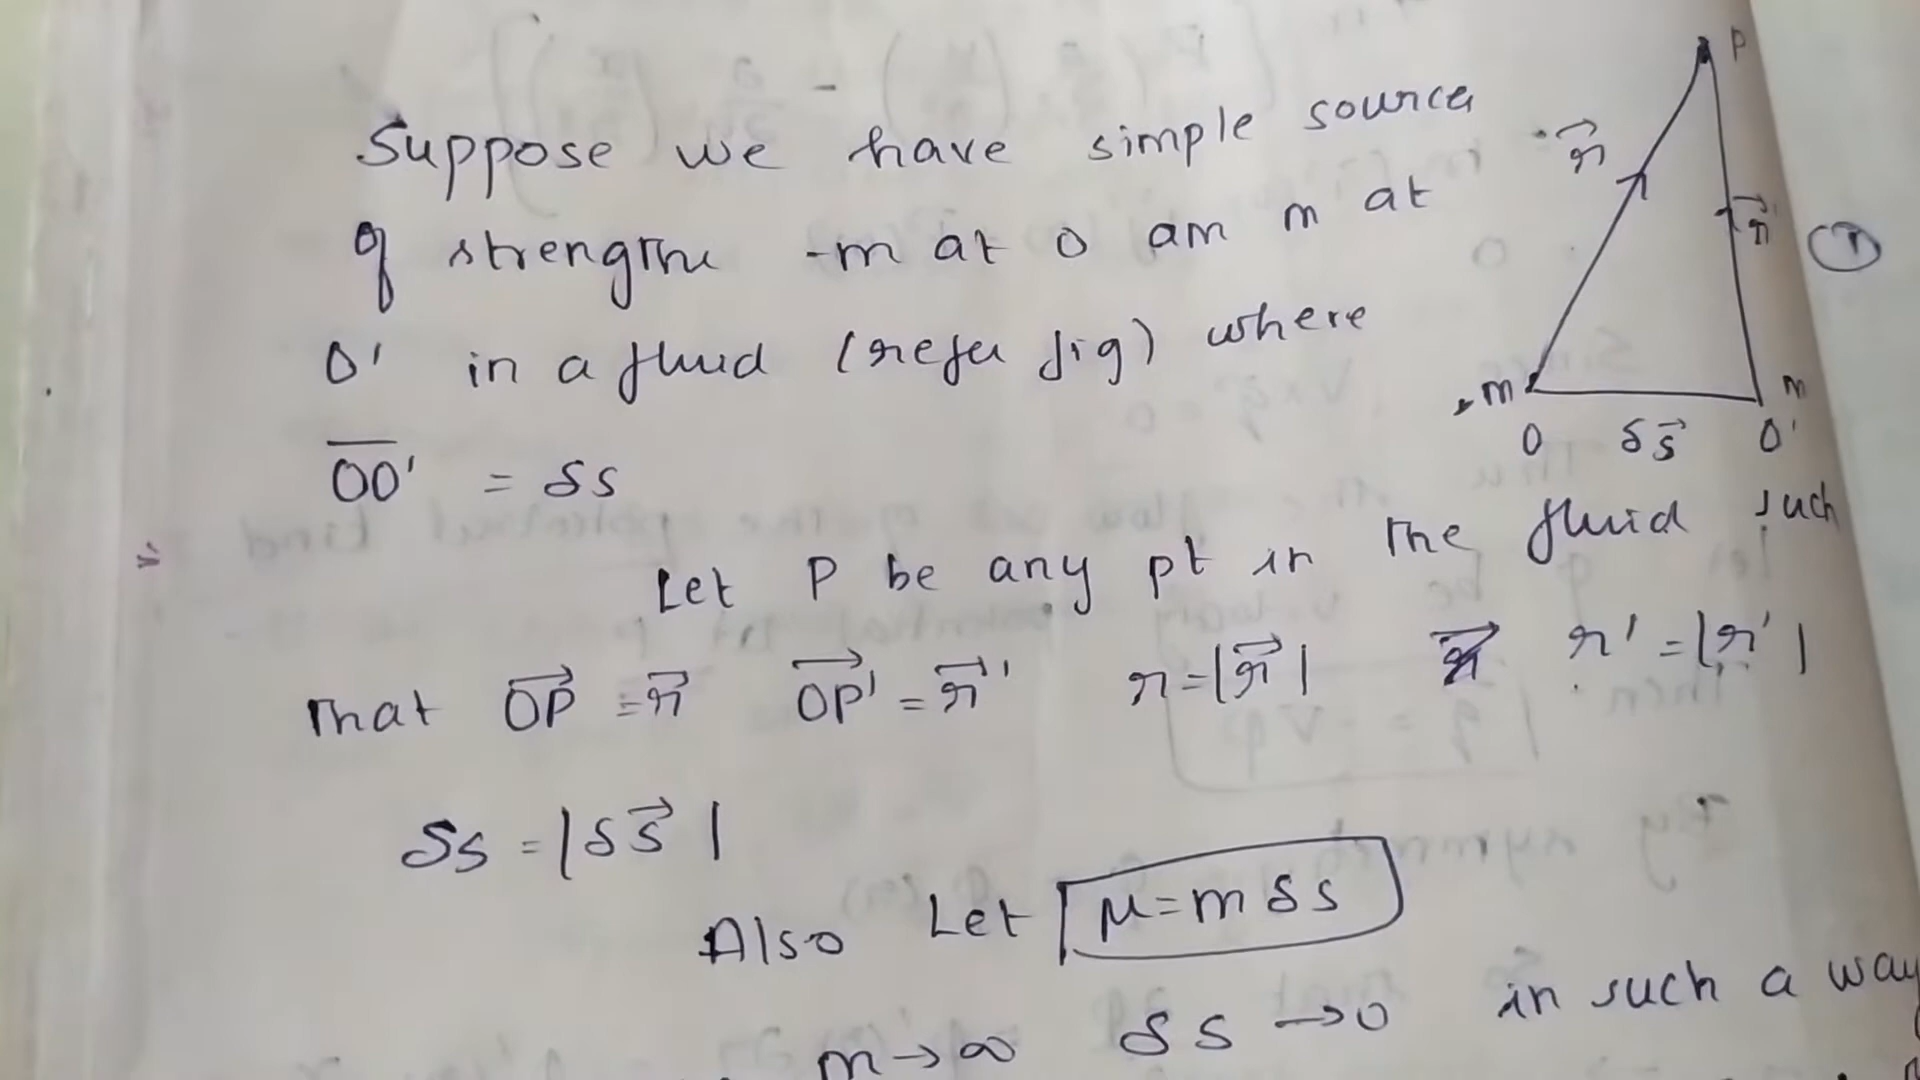 Suppose we have simple source
of strength -m at O am m at
O' in a fluid (refer fig) where
OO' = δs
Let P be any pt in the fluid such
that OP = r OP' = r' r = |r| r' = |r'|
δs = |δs|
Also Let μ = m δs
m → ∞ δs → 0 in such a way
P
r
r
m
m
O
δs
O'